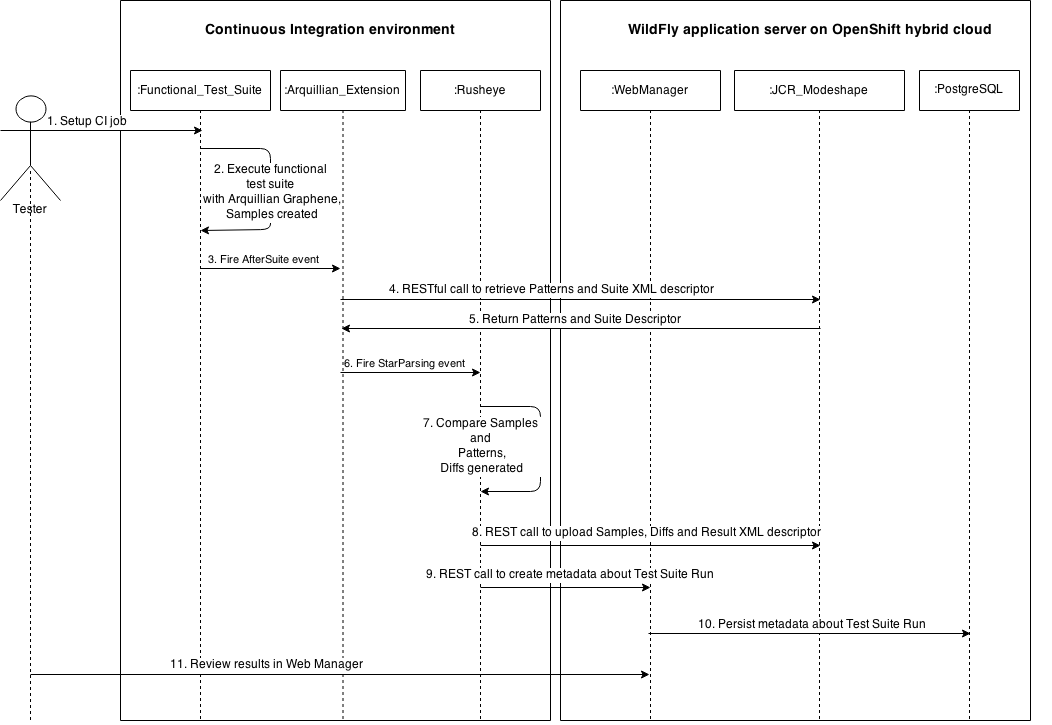 Continuous Integration environment
WildFly application server on OpenShift hybrid cloud
:Functional_Test_Suite
:Arquillian_Extension
:Rusheye
:WebManager
:JCR_Modeshape
:PostgreSQL
1. Setup CI job
Tester
2. Execute functional
test suite
with Arquillian Graphene,
Samples created
3. Fire AfterSuite event
4. RESTful call to retrieve Patterns and Suite XML descriptor
5. Return Patterns and Suite Descriptor
6. Fire StarParsing event
7. Compare Samples
and
Patterns,
Diffs generated
8. REST call to upload Samples, Diffs and Result XML descriptor
9. REST call to create metadata about Test Suite Run
10. Persist metadata about Test Suite Run
11. Review results in Web Manager